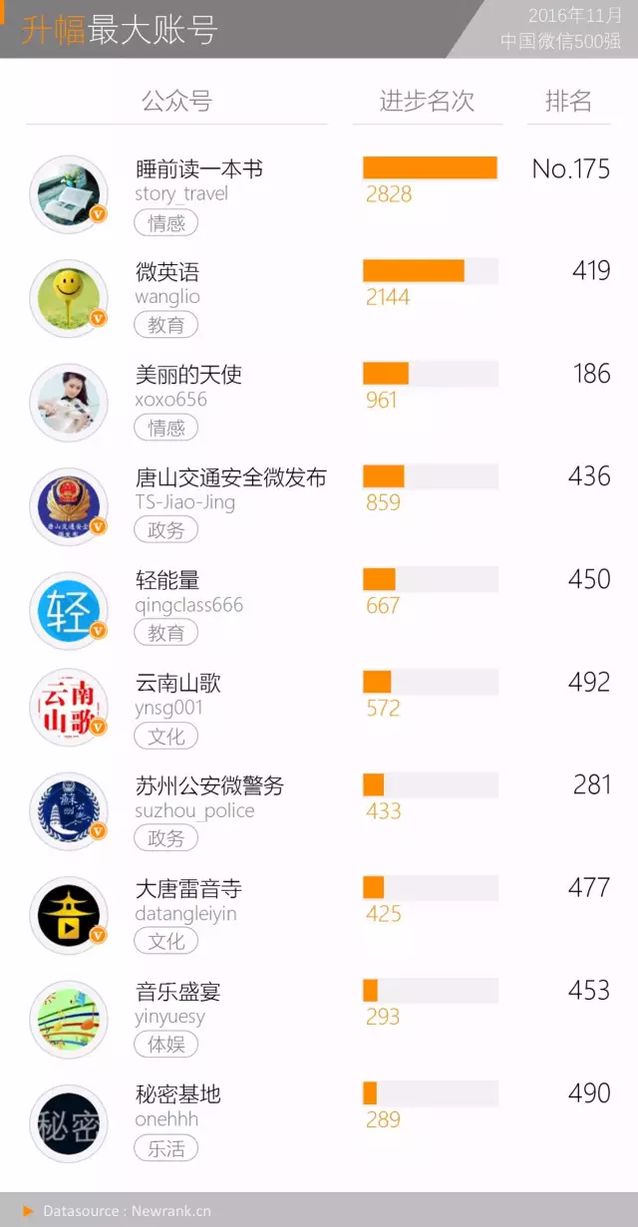 升幅最大账号
2016年11月
中国微信500强
公众号 进步名次 排名
睡前读一本书
story_travel
情感
2828
No.175
微英语
wanglio
教育
2144
419
美丽的天使
xoxo656
情感
961
186
唐山交通安全微发布
TS-Jiao-Jing
政务
859
436
轻
轻能量
qingclass666
教育
667
450
云南
山歌
云南山歌
ynsg001
文化
572
492
苏州公安微警务
suzhou_police
政务
433
281
大唐雷音寺
datangleiyin
文化
425
477
音乐盛宴
yinyuesy
体娱
293
453
秘密
秘密基地
onehhh
乐活
289
490
Datasource : Newrank.cn